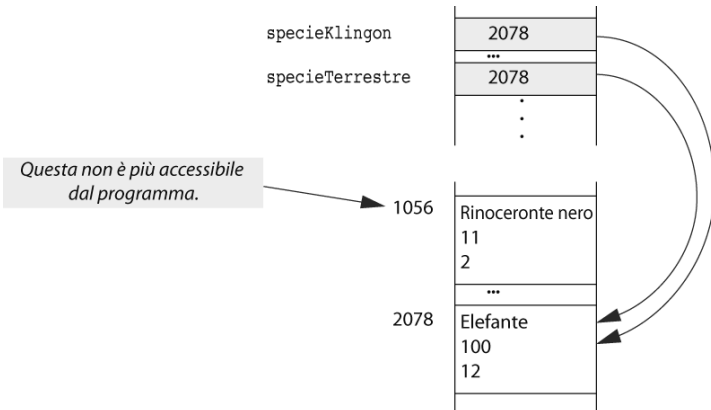 specieKlingon 2078
...
specieTerrestre 2078
.
.
.
Questa non è più accessibile
dal programma.
1056 Rinoceronte nero
11
2
...
2078 Elefante
100
12